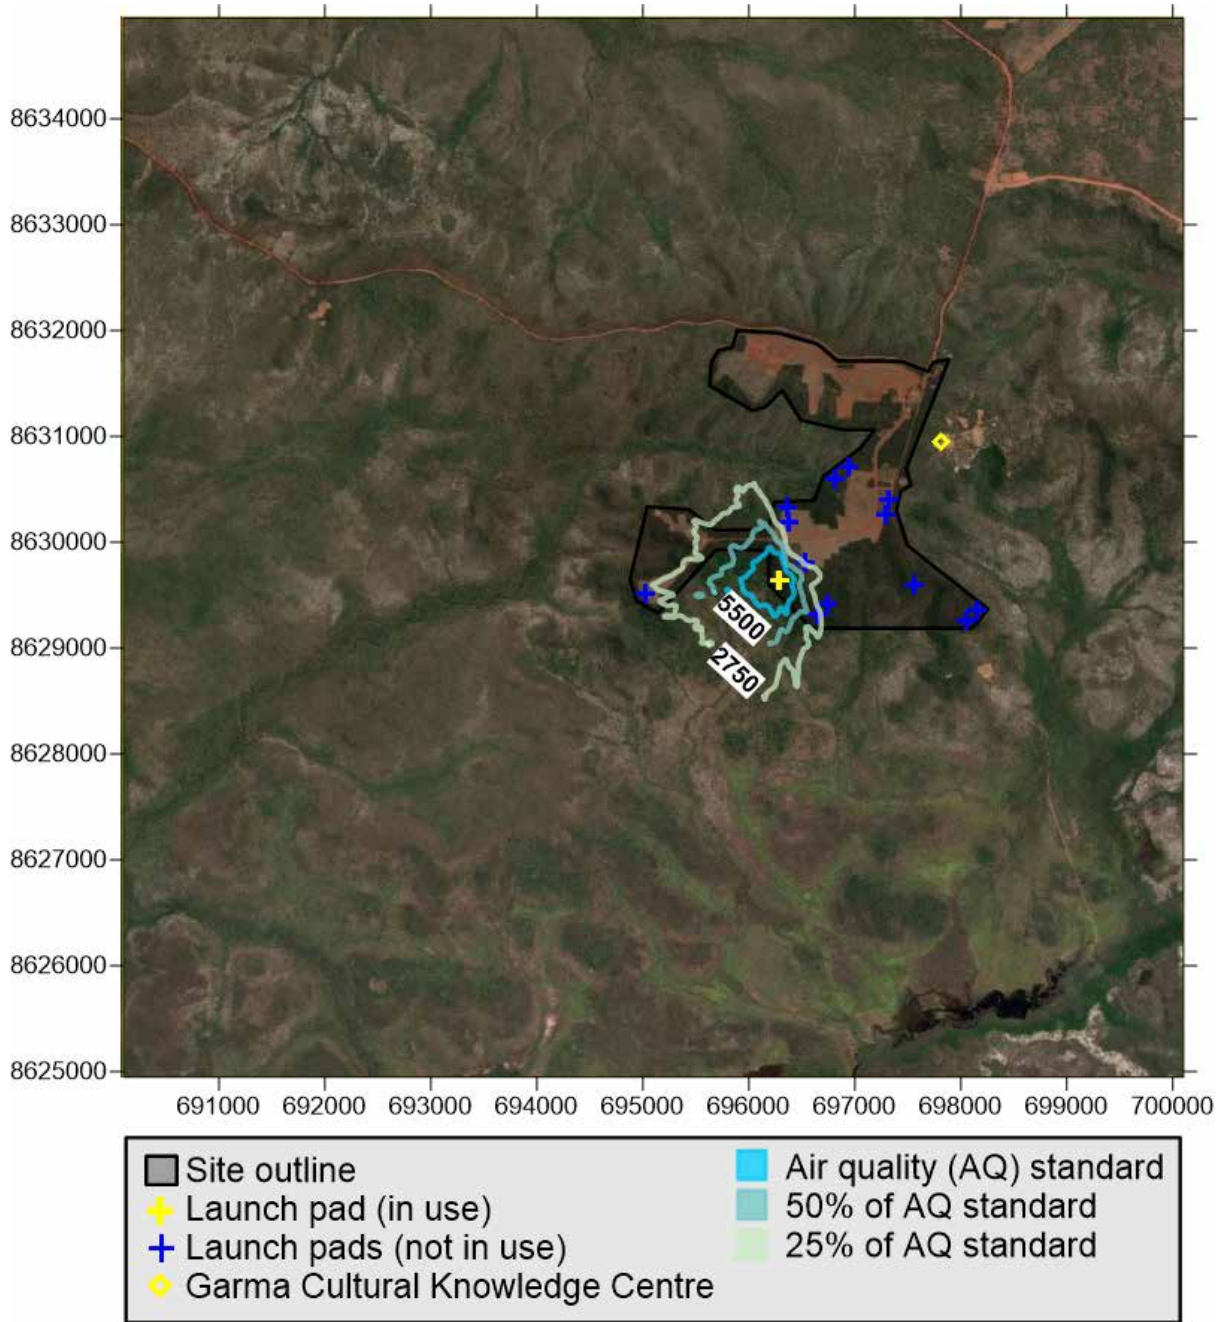 8634000
8633000
8632000
8631000
8630000
8629000
8628000
8627000
8626000
8625000
5500
2750
691000 692000 693000 694000 695000 696000 697000 698000 699000 700000
Site outline
Launch pad (in use)
Launch pads (not in use)
Garma Cultural Knowledge Centre
Air quality (AQ) standard
50% of AQ standard
25% of AQ standard